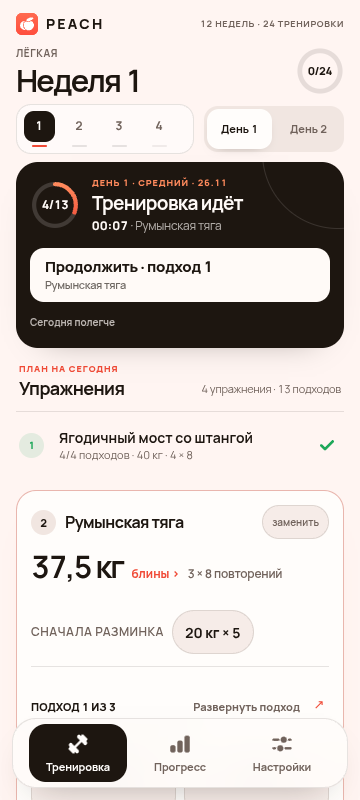 PEACH
12 НЕДЕЛЬ · 24 ТРЕНИРОВКИ
ЛЁГКАЯ
Неделя 1
0/24
1 2 3 4
День 1 День 2
ДЕНЬ 1 · СРЕДНИЙ · 26.11
4/13
Тренировка идёт
00:07 · Румынская тяга
Продолжить · подход 1
Румынская тяга
Сегодня полегче
ПЛАН НА СЕГОДНЯ
Упражнения
4 упражнения · 13 подходов
1
Ягодичный мост со штангой
4/4 подходов · 40 кг · 4 × 8
2
Румынская тяга
заменить
37,5 кг блины › 3 × 8 повторений
СНАЧАЛА РАЗМИНКА 20 кг × 5
ПОДХОД 1 ИЗ 3
Развернуть подход ↗
Тренировка Прогресс Настройки